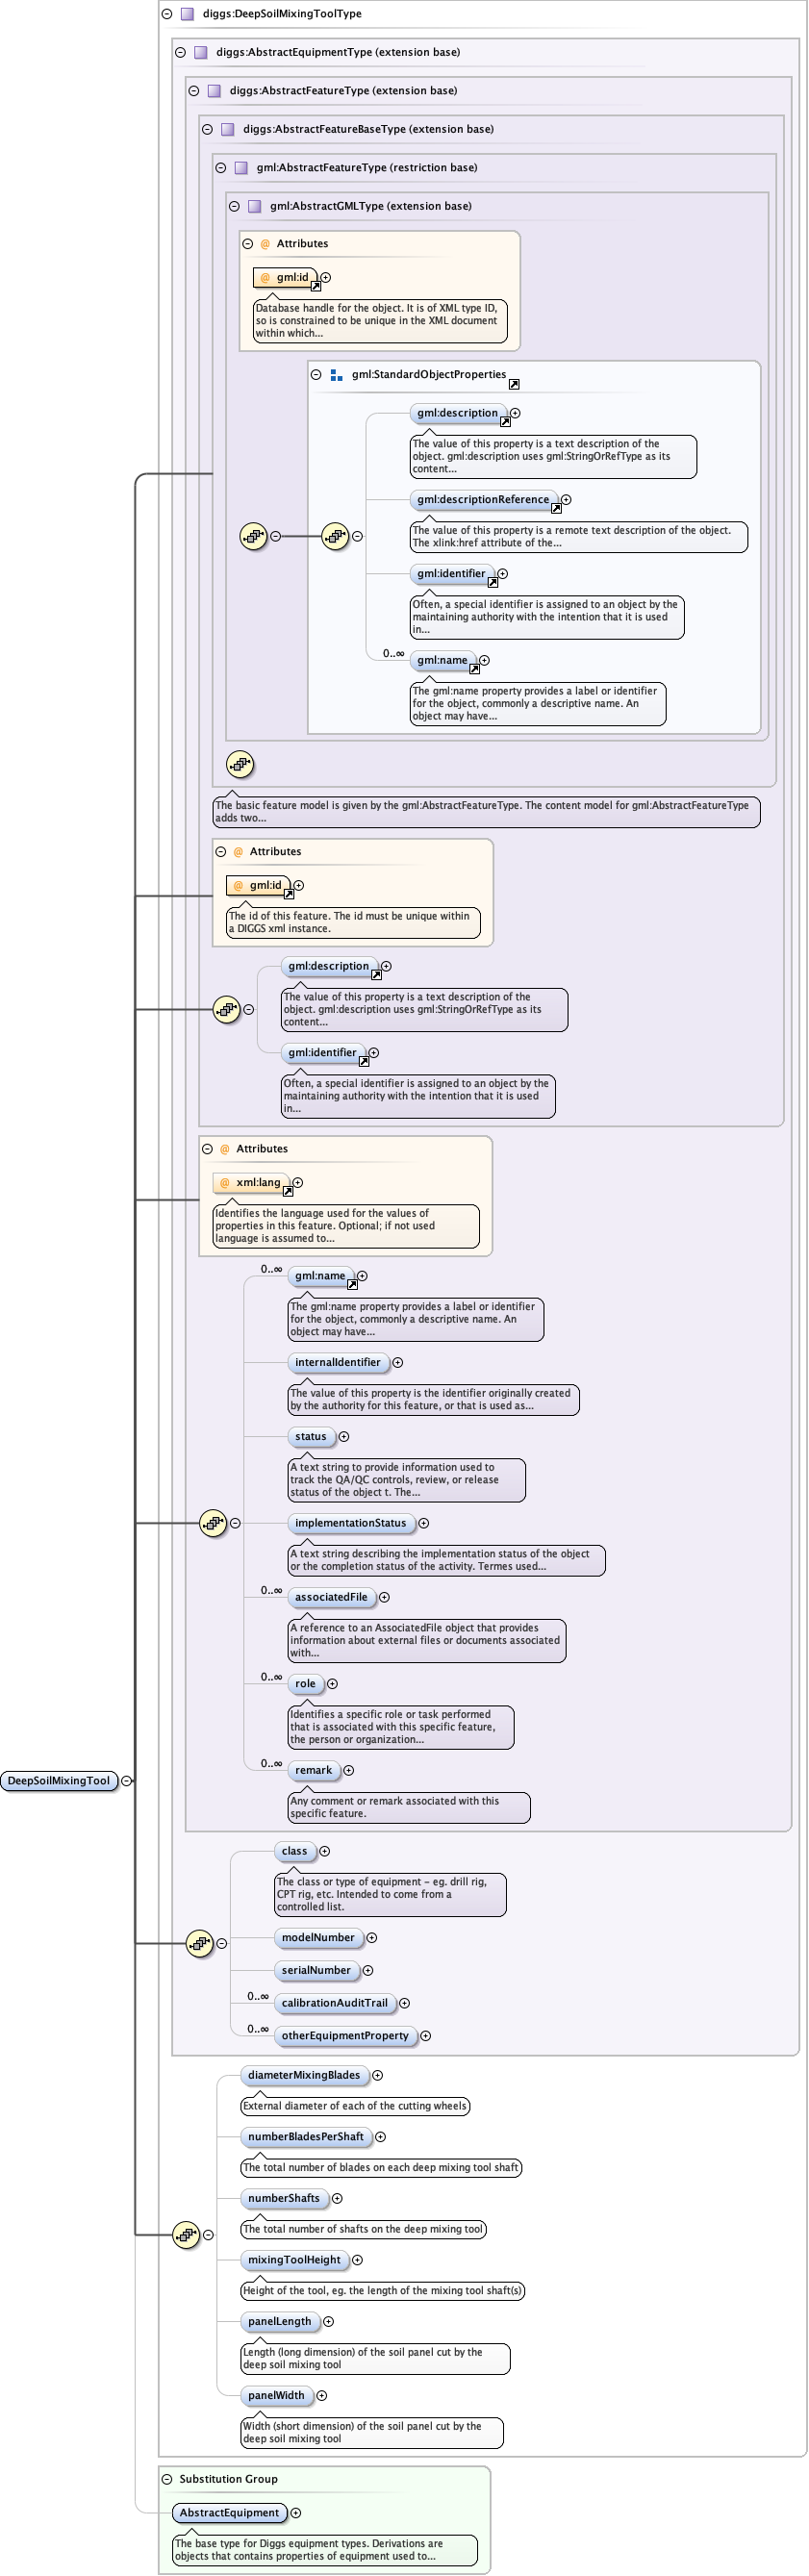 diggs:DeepSoilMixingToolType
diggs:AbstractEquipmentType (extension base)
diggs:AbstractFeatureType (extension base)
diggs:AbstractFeatureBaseType (extension base)
gml:AbstractFeatureType (restriction base)
gml:AbstractGMLType (extension base)
@ Attributes
@ gml:id
Database handle for the object. It is of XML type ID,
so is constrained to be unique in the XML document
within which...
gml:StandardObjectProperties
gml:description
The value of this property is a text description of the
object. gml:description uses gml:StringOrRefType as its
content...
gml:descriptionReference
The value of this property is a remote text description of the object.
The xlink:href attribute of the...
gml:identifier
Often, a special identifier is assigned to an object by the
maintaining authority with the intention that it is used
in...
0..∞
gml:name
The gml:name property provides a label or identifier
for the object, commonly a descriptive name. An
object may have...
The basic feature model is given by the gml:AbstractFeatureType. The content model for gml:AbstractFeatureType
adds two...
@ Attributes
@ gml:id
The id of this feature. The id must be unique within
a DIGGS xml instance.
gml:description
The value of this property is a text description of the
object. gml:description uses gml:StringOrRefType as its
content...
gml:identifier
Often, a special identifier is assigned to an object by the
maintaining authority with the intention that it is used
in...
@ Attributes
@ xml:lang
Identifies the language used for the values of
properties in this feature. Optional; if not used
language is assumed to...
0..∞
gml:name
The gml:name property provides a label or identifier
for the object, commonly a descriptive name. An
object may have...
internalIdentifier
The value of this property is the identifier originally created
by the authority for this feature, or that is used as...
status
A text string to provide information used to
track the QA/QC controls, review, or release
status of the object t. The...
implementationStatus
A text string describing the implementation status of the object
or the completion status of the activity. Termes used...
0..∞
associatedFile
A reference to an AssociatedFile object that provides
information about external files or documents associated
with...
0..∞
role
Identifies a specific role or task performed
that is associated with this specific feature,
the person or organization...
0..∞
remark
Any comment or remark associated with this
specific feature.
DeepSoilMixingTool
class
The class or type of equipment - eg. drill rig,
CPT rig, etc. Intended to come from a
controlled list.
modelNumber
serialNumber
0..∞
calibrationAuditTrail
0..∞
otherEquipmentProperty
diameterMixingBlades
External diameter of each of the cutting wheels
numberBladesPerShaft
The total number of blades on each deep mixing tool shaft
numberShafts
The total number of shafts on the deep mixing tool
mixingToolHeight
Height of the tool, eg. the length of the mixing tool shaft(s)
panelLength
Length (long dimension) of the soil panel cut by the
deep soil mixing tool
panelWidth
Width (short dimension) of the soil panel cut by the
deep soil mixing tool
Substitution Group
AbstractEquipment
The base type for Diggs equipment types. Derivations are
objects that contains properties of equipment used to...